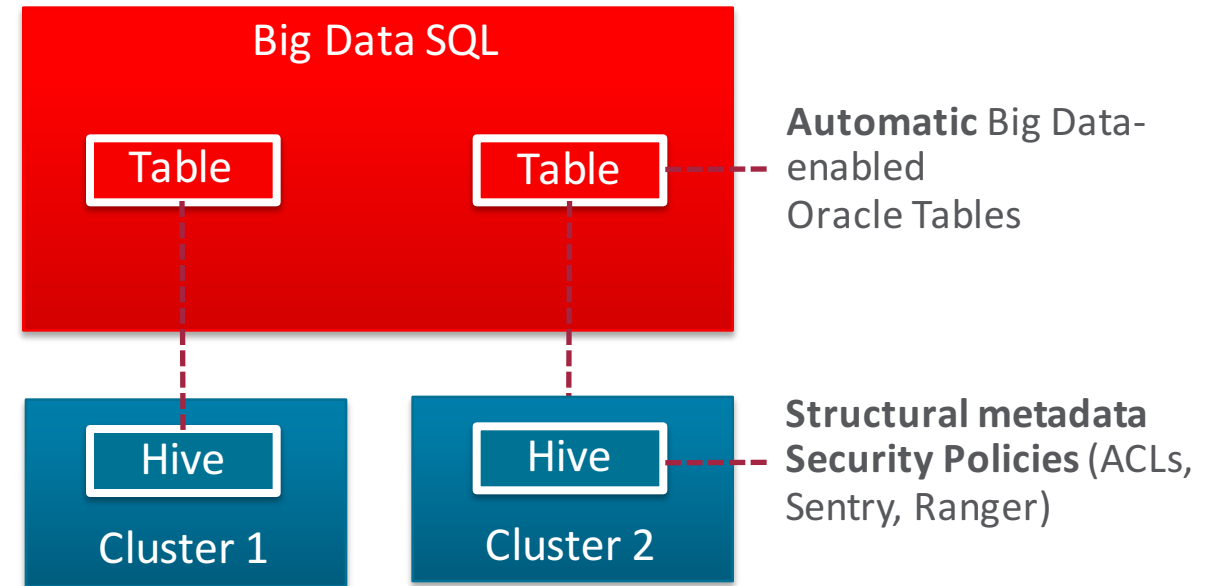 Big Data SQL
Table
Table
Automatic Big Data-
enabled
Oracle Tables
Hive
Hive
Structural metadata
Security Policies (ACLs,
Sentry, Ranger)
Cluster 1
Cluster 2